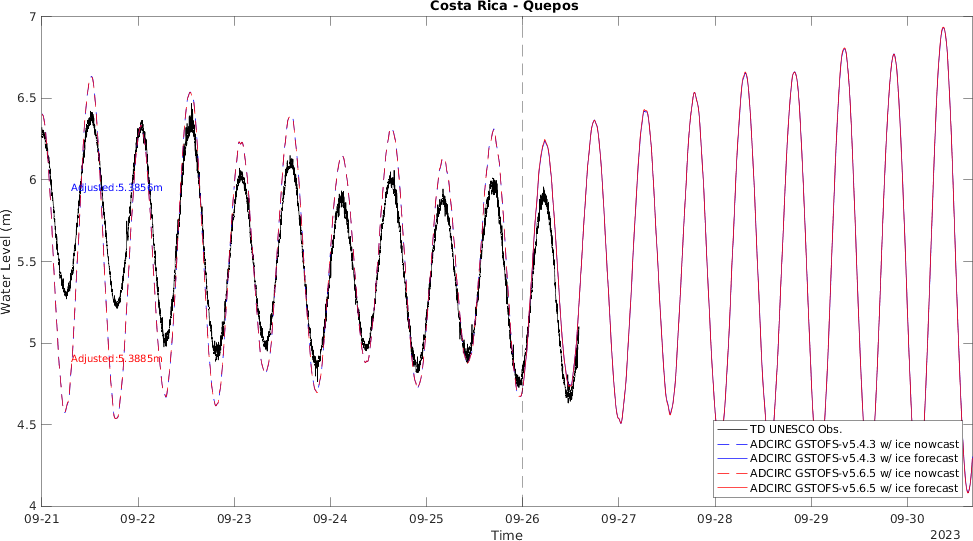 Costa Rica - Quepos
7
6.5
6
5.5
5
4.5
4
Water Level (m)
Adjusted:5.3856m
Adjusted:5.3885m
TD UNESCO Obs.
ADCIRC GSTOFS-v5.4.3 w/ ice nowcast
ADCIRC GSTOFS-v5.4.3 w/ ice forecast
ADCIRC GSTOFS-v5.6.5 w/ ice nowcast
ADCIRC GSTOFS-v5.6.5 w/ ice forecast
09-21 09-22 09-23 09-24 09-25 09-26 09-27 09-28 09-29 09-30
Time
2023